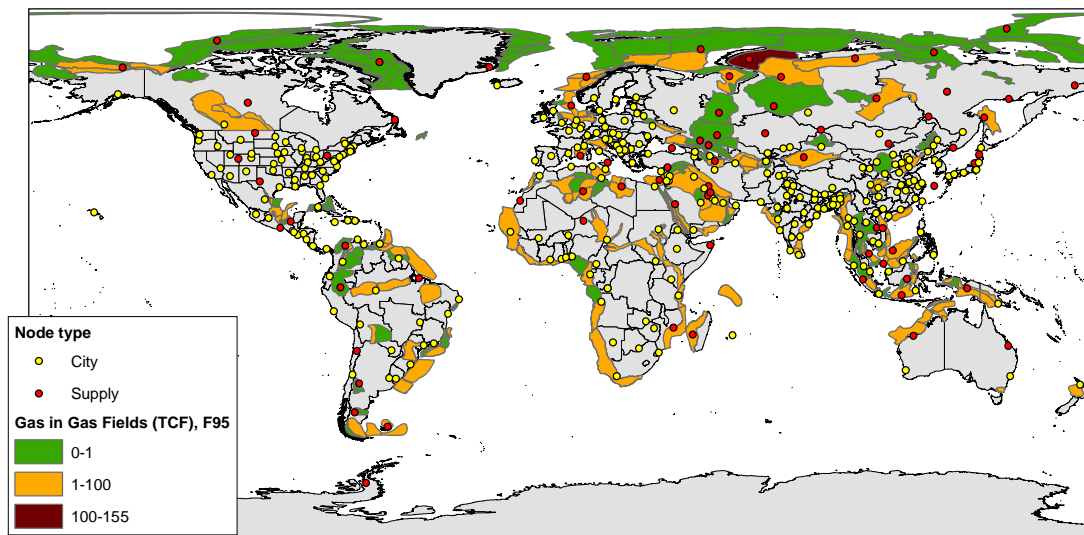 Node type
City
Supply
Gas in Gas Fields (TCF), F95
0-1
1-100
100-155